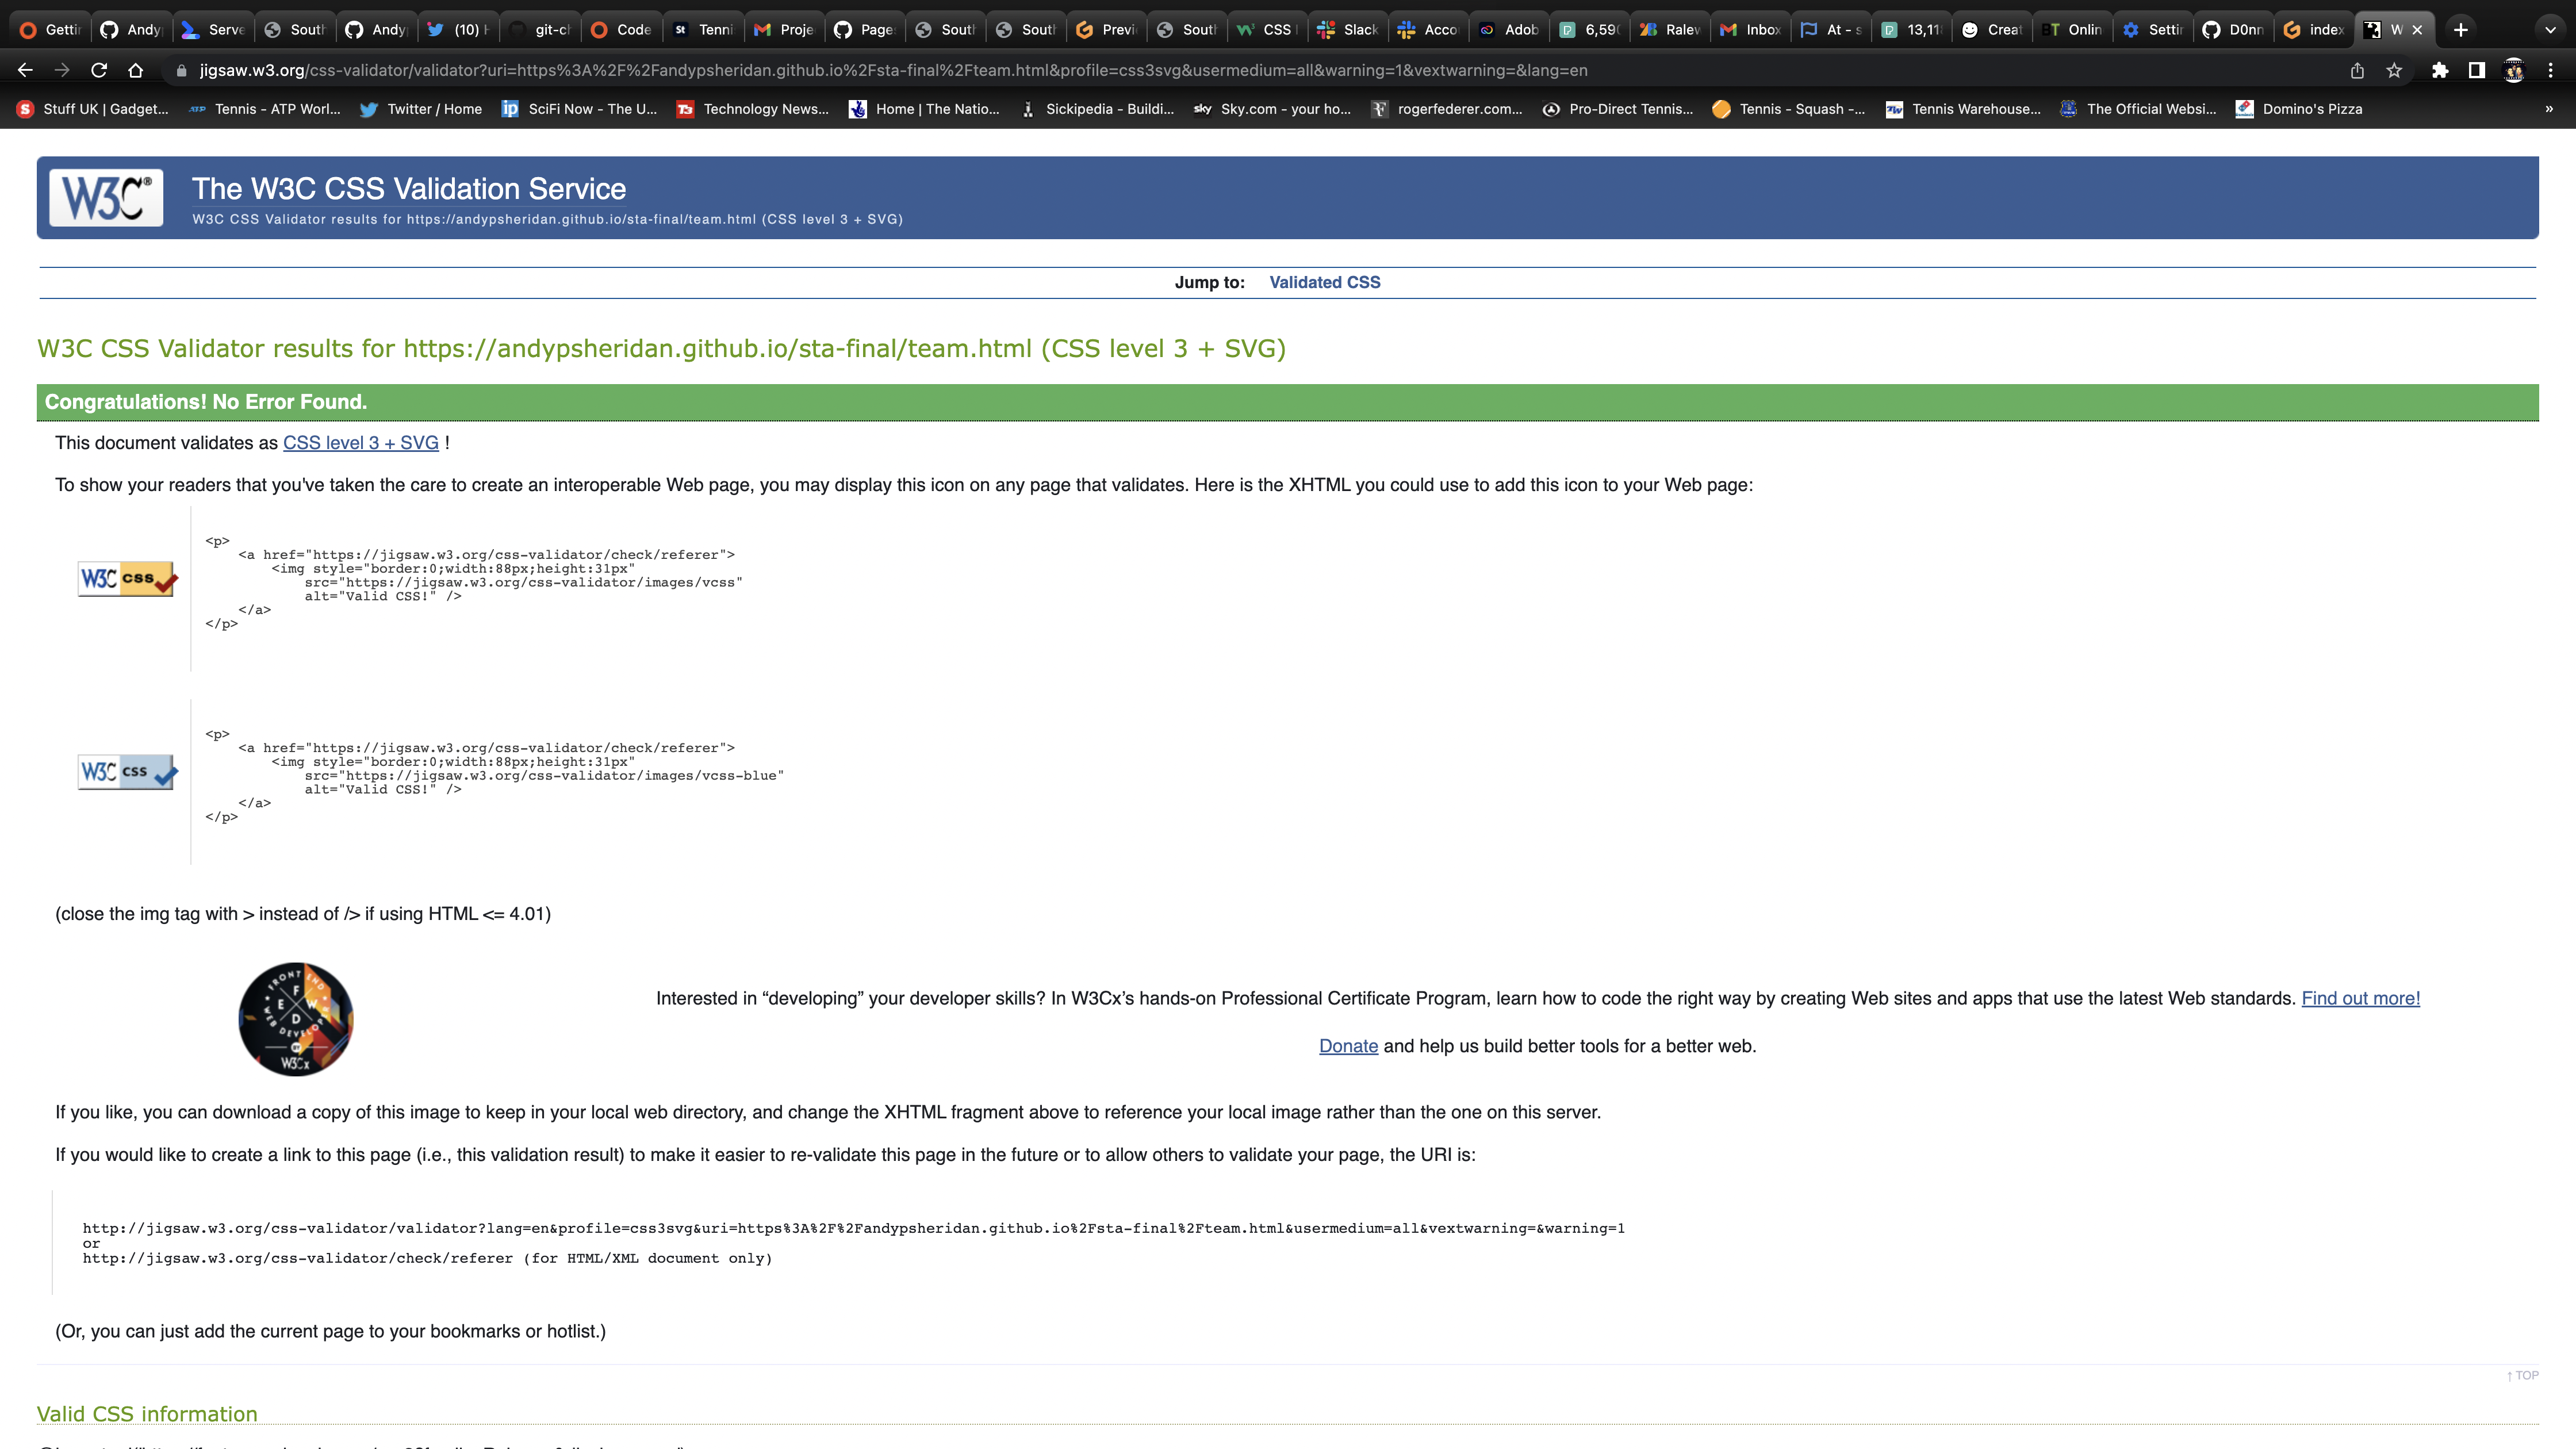 Gettin Andy Serve South Andy (10) H git-ch Code Tenni Proje Page South South Previe South CSS Slack Acco Adob 6,590 Ralew Inbox At - s 13,11 Creat Onlin Settin D0nn index W
jigsaw.w3.org/css-validator/validator?uri=https%3A%2F%2Fandypsheridan.github.io%2Fsta-final%2Fteam.html&profile=css3svg&usermedium=all&warning=1&vextwarning=&lang=en
Stuff UK | Gadget... Tennis - ATP Worl... Twitter / Home SciFi Now - The U... Technology News... Home | The Natio... Sickipedia - Buildi... Sky.com - your ho... rogerfederer.com... Pro-Direct Tennis... Tennis - Squash -... Tennis Warehouse... The Official Websi... Domino's Pizza »
W3C®
The W3C CSS Validation Service
W3C CSS Validator results for https://andypsheridan.github.io/sta-final/team.html (CSS level 3 + SVG)
Jump to: Validated CSS
W3C CSS Validator results for https://andypsheridan.github.io/sta-final/team.html (CSS level 3 + SVG)
Congratulations! No Error Found.
This document validates as CSS level 3 + SVG !
To show your readers that you've taken the care to create an interoperable Web page, you may display this icon on any page that validates. Here is the XHTML you could use to add this icon to your Web page:
W3C css
<p>
<a href="https://jigsaw.w3.org/css-validator/check/referer">
<img style="border:0;width:88px;height:31px"
src="https://jigsaw.w3.org/css-validator/images/vcss"
alt="Valid CSS!" />
</a>
</p>
W3C css
<p>
<a href="https://jigsaw.w3.org/css-validator/check/referer">
<img style="border:0;width:88px;height:31px"
src="https://jigsaw.w3.org/css-validator/images/vcss-blue"
alt="Valid CSS!" />
</a>
</p>
(close the img tag with > instead of /> if using HTML <= 4.01)
FRONT END WEB DEVELOPER
F E W D
BY
W3Cx
Interested in “developing” your developer skills? In W3Cx’s hands-on Professional Certificate Program, learn how to code the right way by creating Web sites and apps that use the latest Web standards. Find out more!
Donate and help us build better tools for a better web.
If you like, you can download a copy of this image to keep in your local web directory, and change the XHTML fragment above to reference your local image rather than the one on this server.
If you would like to create a link to this page (i.e., this validation result) to make it easier to re-validate this page in the future or to allow others to validate your page, the URI is:
http://jigsaw.w3.org/css-validator/validator?lang=en&profile=css3svg&uri=https%3A%2F%2Fandypsheridan.github.io%2Fsta-final%2Fteam.html&usermedium=all&vextwarning=&warning=1
or
http://jigsaw.w3.org/css-validator/check/referer (for HTML/XML document only)
(Or, you can just add the current page to your bookmarks or hotlist.)
↑ TOP
Valid CSS information